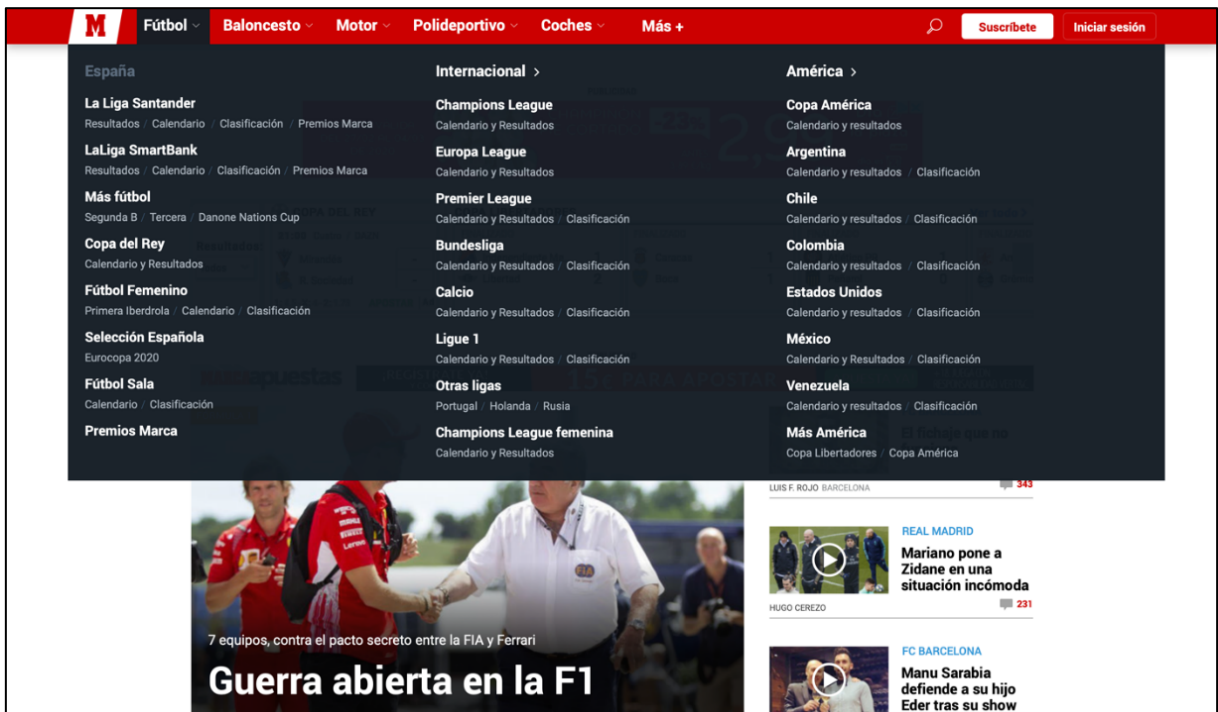 M Fútbol Baloncesto Motor Polideportivo Coches Más + Suscríbete Iniciar sesión
España
La Liga Santander
Resultados / Calendario / Clasificación / Premios Marca
LaLiga SmartBank
Resultados / Calendario / Clasificación / Premios Marca
Más fútbol
Segunda B / Tercera / Danone Nations Cup
Copa del Rey
Calendario y Resultados
Fútbol Femenino
Primera Iberdrola / Calendario / Clasificación
Selección Española
Eurocopa 2020
Fútbol Sala
Calendario / Clasificación
Premios Marca
Internacional >
Champions League
Calendario y Resultados
Europa League
Calendario y Resultados
Premier League
Calendario y Resultados / Clasificación
Bundesliga
Calendario y Resultados / Clasificación
Calcio
Calendario y Resultados / Clasificación
Ligue 1
Calendario y Resultados / Clasificación
Otras ligas
Portugal / Holanda / Rusia
Champions League femenina
Calendario y Resultados
América >
Copa América
Calendario y resultados
Argentina
Calendario y resultados / Clasificación
Chile
Calendario y resultados / Clasificación
Colombia
Calendario y resultados / Clasificación
Estados Unidos
Calendario y resultados / Clasificación
México
Calendario y Resultados / Clasificación
Venezuela
Calendario y resultados / Clasificación
Más América
Copa Libertadores / Copa América
El fichaje que no
LUIS F. ROJO BARCELONA 343
FIA
7 equipos, contra el pacto secreto entre la FIA y Ferrari
Guerra abierta en la F1
REAL MADRID
Mariano pone a
Zidane en una
situación incómoda
HUGO CEREZO 231
FC BARCELONA
Manu Sarabia
defiende a su hijo
Eder tras su show